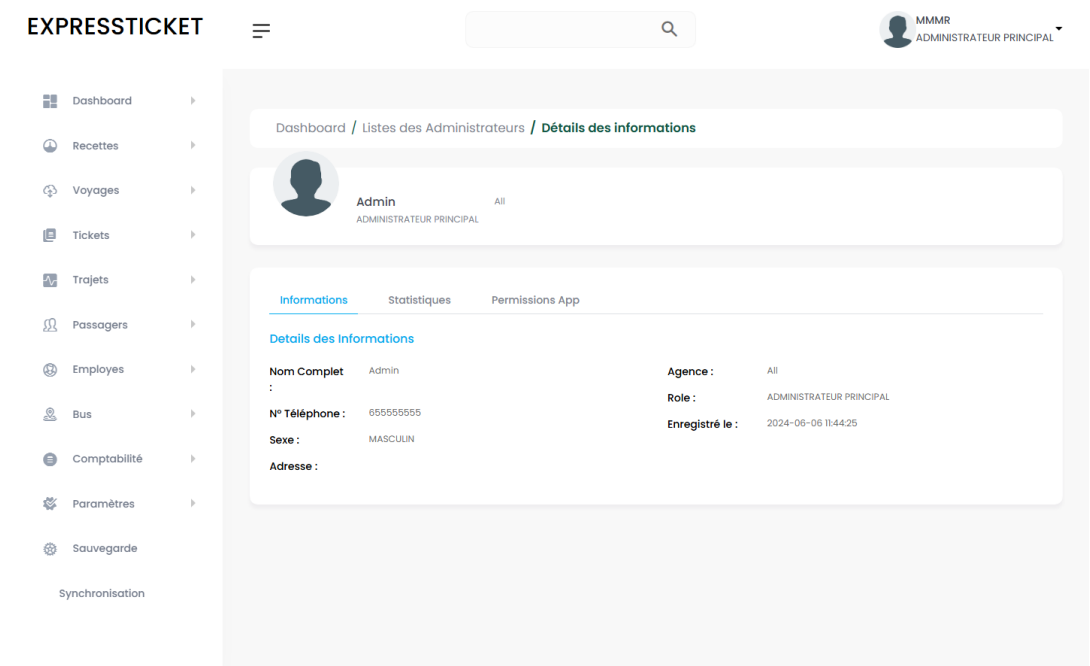 EXPRESSTICKET
MMMR
ADMINISTRATEUR PRINCIPAL
Dashboard
Recettes
Voyages
Tickets
Trajets
Passagers
Employes
Bus
Comptabilité
Paramètres
Sauvegarde
Synchronisation
Dashboard / Listes des Administrateurs / Détails des informations
Admin All
ADMINISTRATEUR PRINCIPAL
Informations Statistiques Permissions App
Details des Informations
Nom Complet : Admin
N° Téléphone : 655555555
Sexe : MASCULIN
Adresse :
Agence : All
Role : ADMINISTRATEUR PRINCIPAL
Enregistré le : 2024-06-06 11:44:25